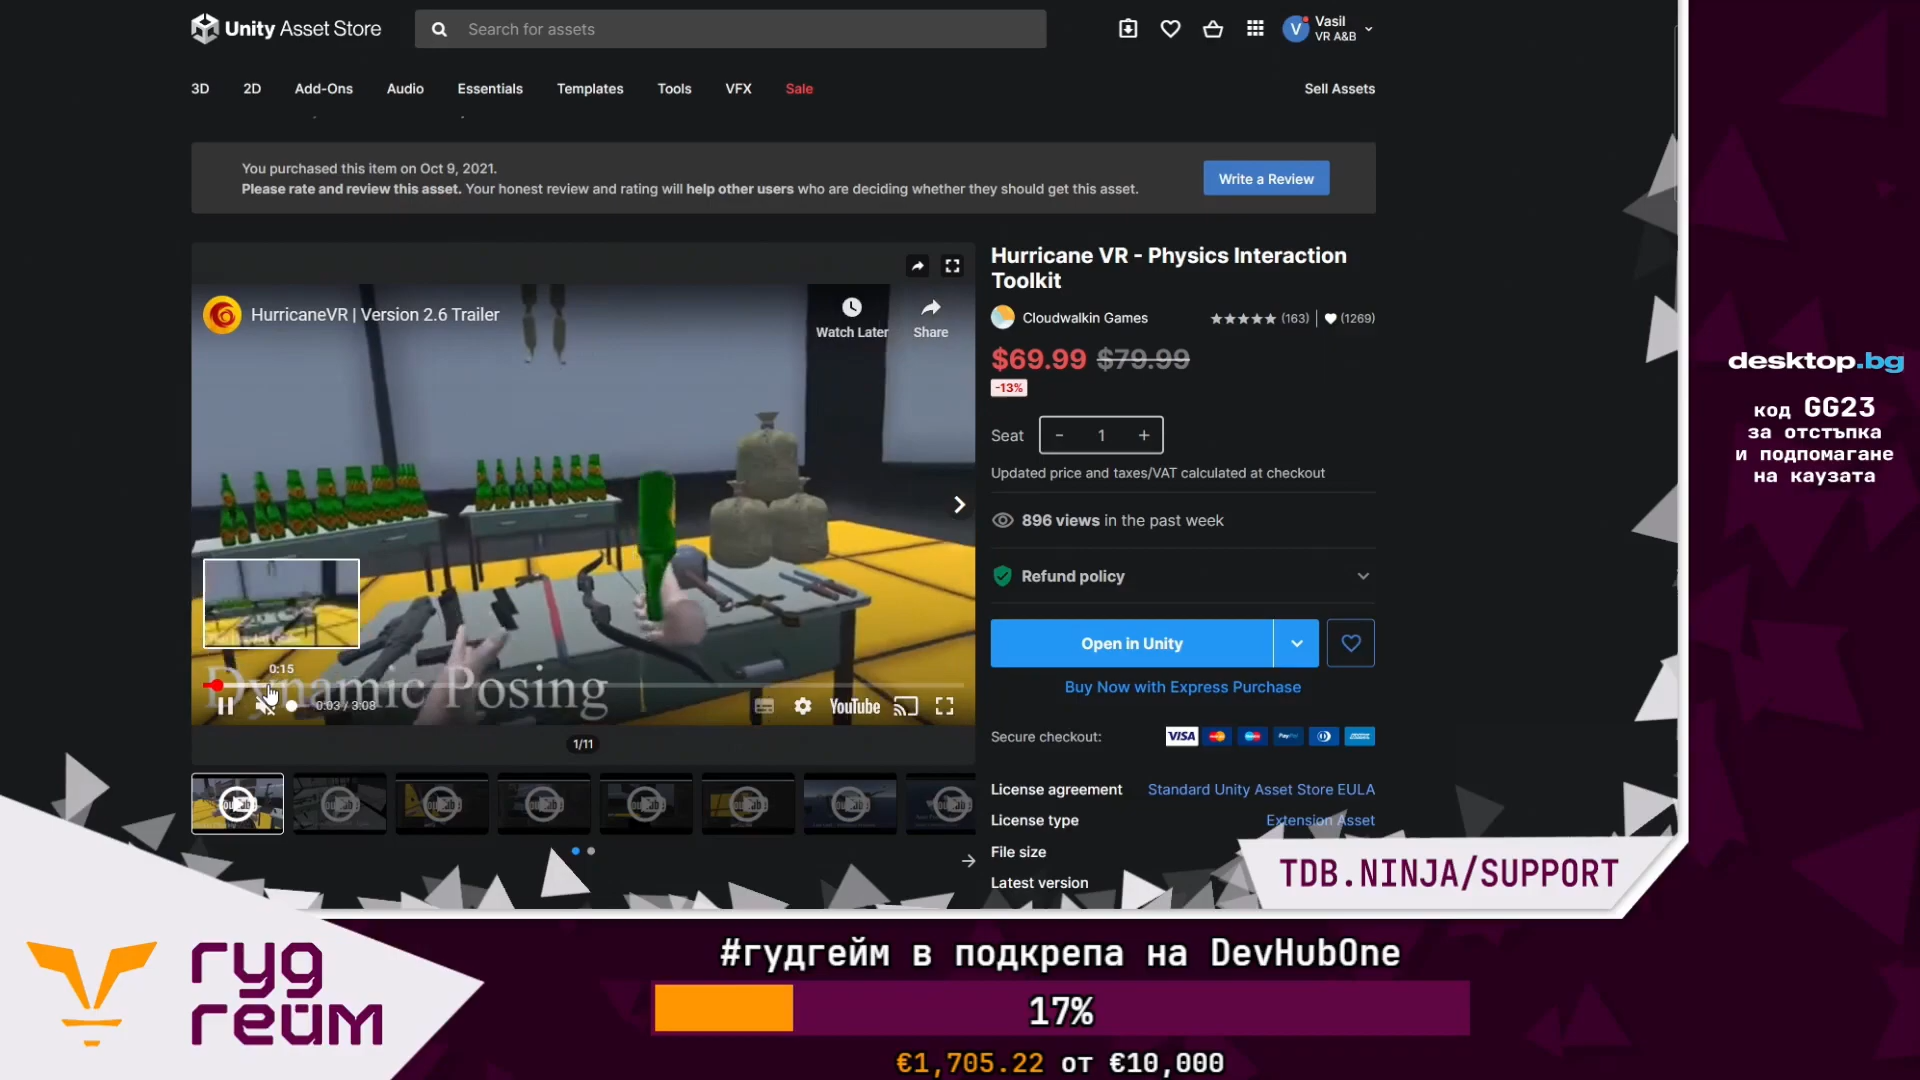 Unity Asset Store
Search for assets
V
Vasil
VR A&B
3D 2D Add-Ons Audio Essentials Templates Tools VFX Sale
Sell Assets
You purchased this item on Oct 9, 2021.
Please rate and review this asset. Your honest review and rating will help other users who are deciding whether they should get this asset.
Write a Review
HurricaneVR | Version 2.6 Trailer
Watch Later
Share
Dynamic Posing
0:15
0:03 / 3:08
YouTube
1/11
Hurricane VR - Physics Interaction
Toolkit
Cloudwalkin Games
(163) | (1269)
$69.99 $79.99
-13%
Seat - 1 +
Updated price and taxes/VAT calculated at checkout
896 views in the past week
Refund policy
Open in Unity
Buy Now with Express Purchase
Secure checkout:
VISA
PayPal
License agreement Standard Unity Asset Store EULA
License type Extension Asset
File size
Latest version
TDB.NINJA/SUPPORT
desktop.bg
код GG23
за отстъпка
и подпомагане
на каузата
гуд
гейм
#гудгейм в подкрепа на DevHubOne
17%
€1,705.22 от €10,000